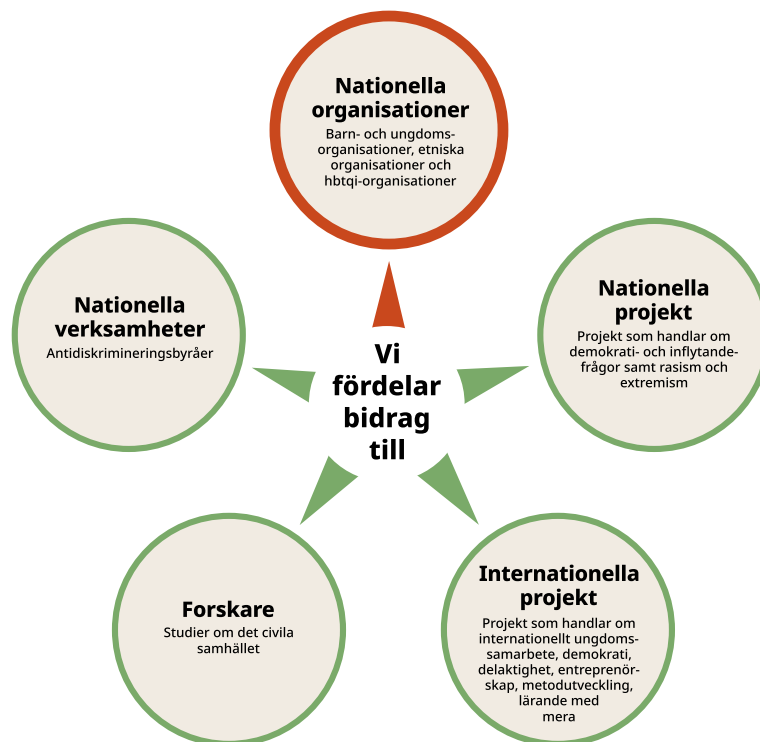 Nationella
organisationer
Barn- och ungdoms-
organisationer, etniska
organisationer och
hbtqi-organisationer
Nationella
verksamheter
Antidiskrimineringsbyråer
Nationella
projekt
Projekt som handlar om
demokrati- och inflytande-
frågor samt rasism och
extremism
Vi
fördelar
bidrag
till
Forskare
Studier om det civila
samhället
Internationella
projekt
Projekt som handlar om
internationellt ungdoms-
samarbete, demokrati,
delaktighet, entreprenör-
skap, metodutveckling,
lärande med
mera